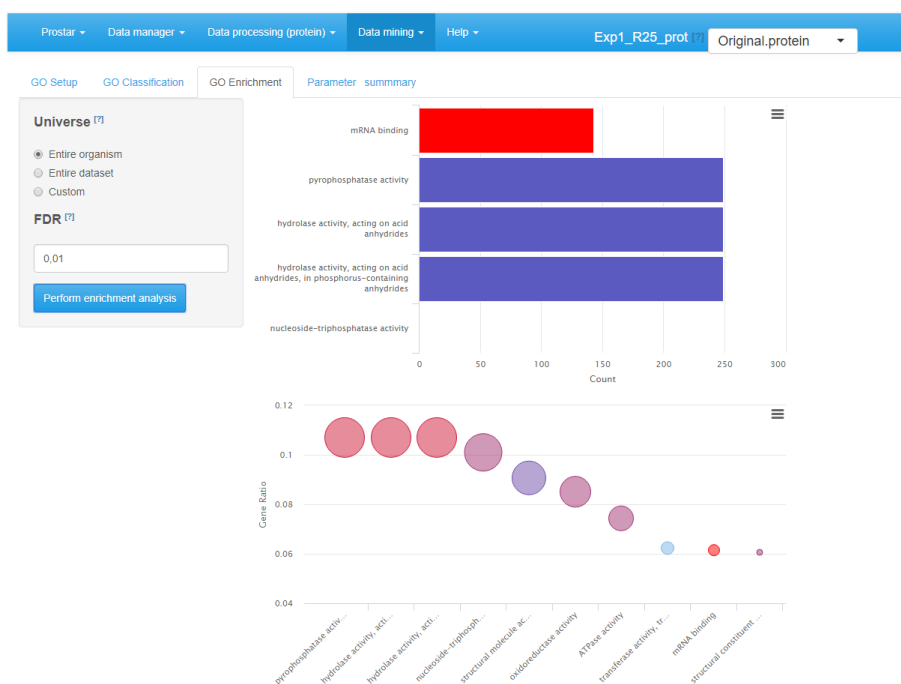 Prostar Data manager Data processing (protein) Data mining Help Exp1_R25_prot [?] Original.protein
GO Setup GO Classification GO Enrichment Parameter summmary
Universe [?]
Entire organism
Entire dataset
Custom
FDR [?]
0,01
Perform enrichment analysis
mRNA binding
pyrophosphatase activity
hydrolase activity, acting on acid
anhydrides
hydrolase activity, acting on acid
anhydrides, in phosphorus-containing
anhydrides
nucleoside-triphosphatase activity
0 50 100 150 200 250 300
Count
0.12
0.1
0.08
0.06
0.04
Gene Ratio
pyrophosphatase activ...
hydrolase activity, acti...
hydrolase activity, acti...
nucleoside-triphosph...
structural molecule ac...
oxidoreductase activity
ATPase activity
transferase activity, tr...
mRNA binding
structural constituent ...